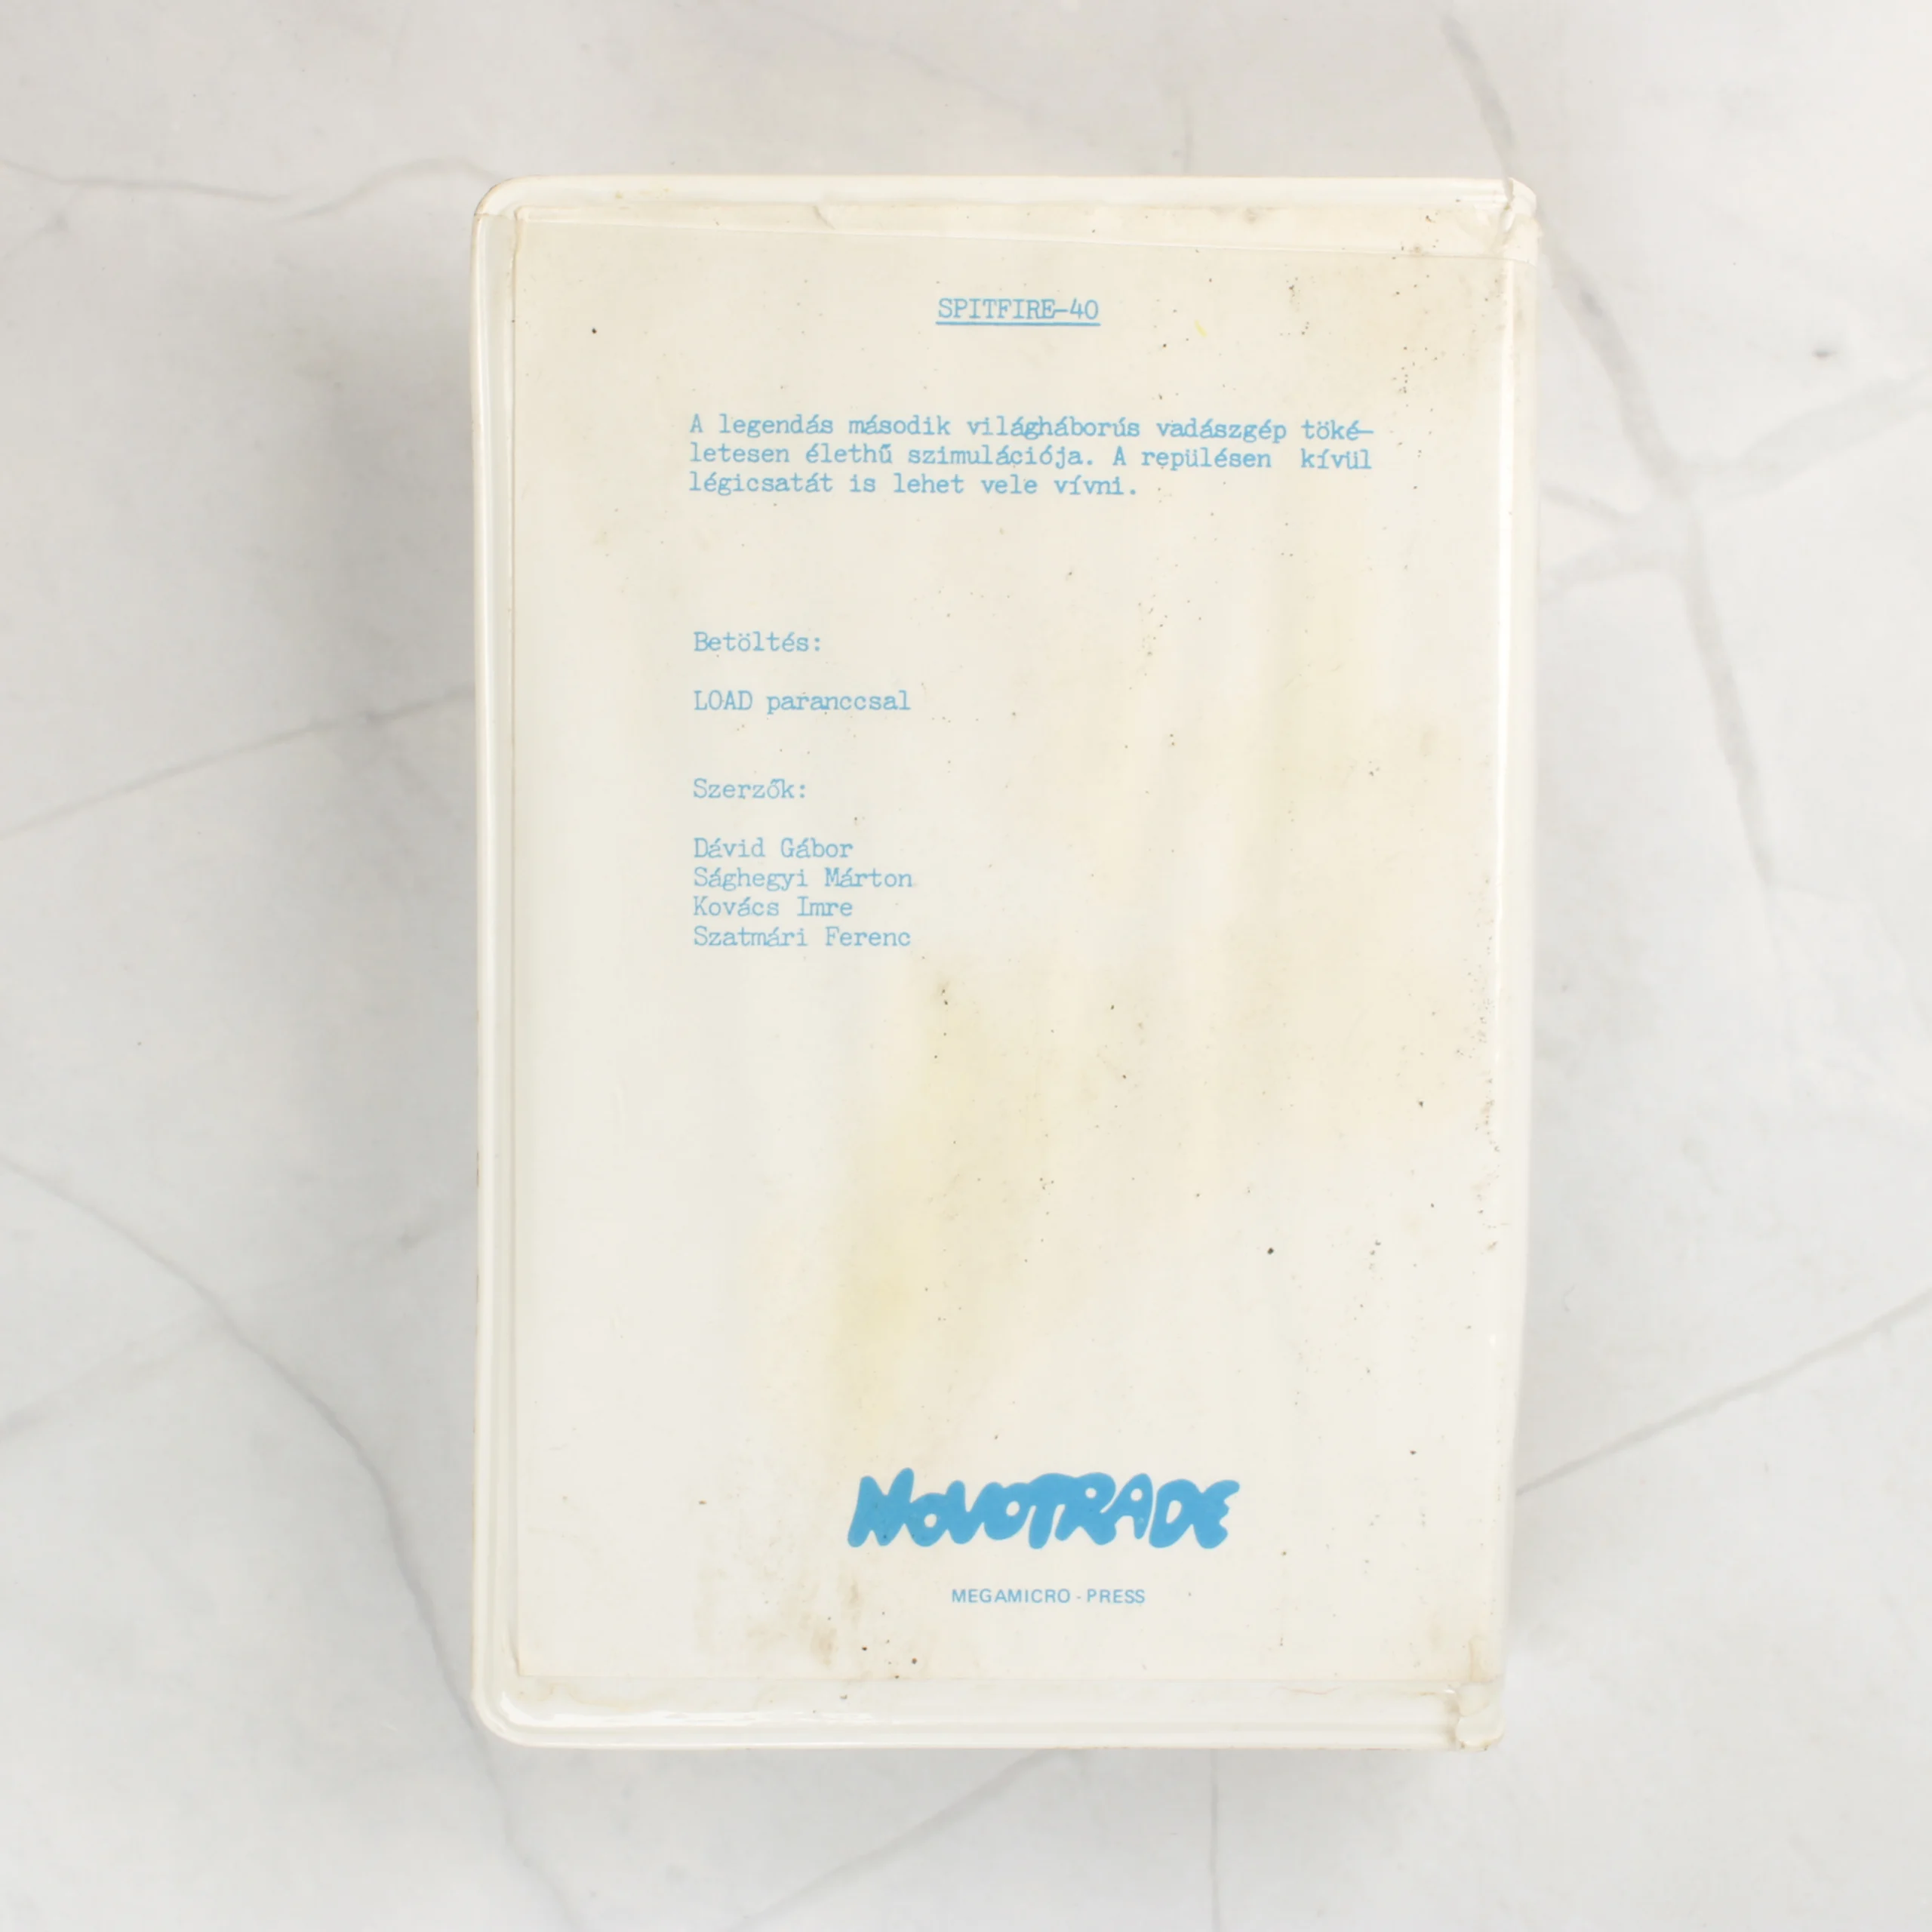 SPITFIRE-40
A legendás második világháborús vadászgép töké-
letesen élethű szimulációja. A repülésen kívül
légicsatát is lehet vele vívni.
Betöltés:
LOAD paranccsal
Szerzők:
Dávid Gábor
Sághegyi Márton
Kovács Imre
Szatmári Ferenc
NOVOTRADE
MEGAMICRO - PRESS